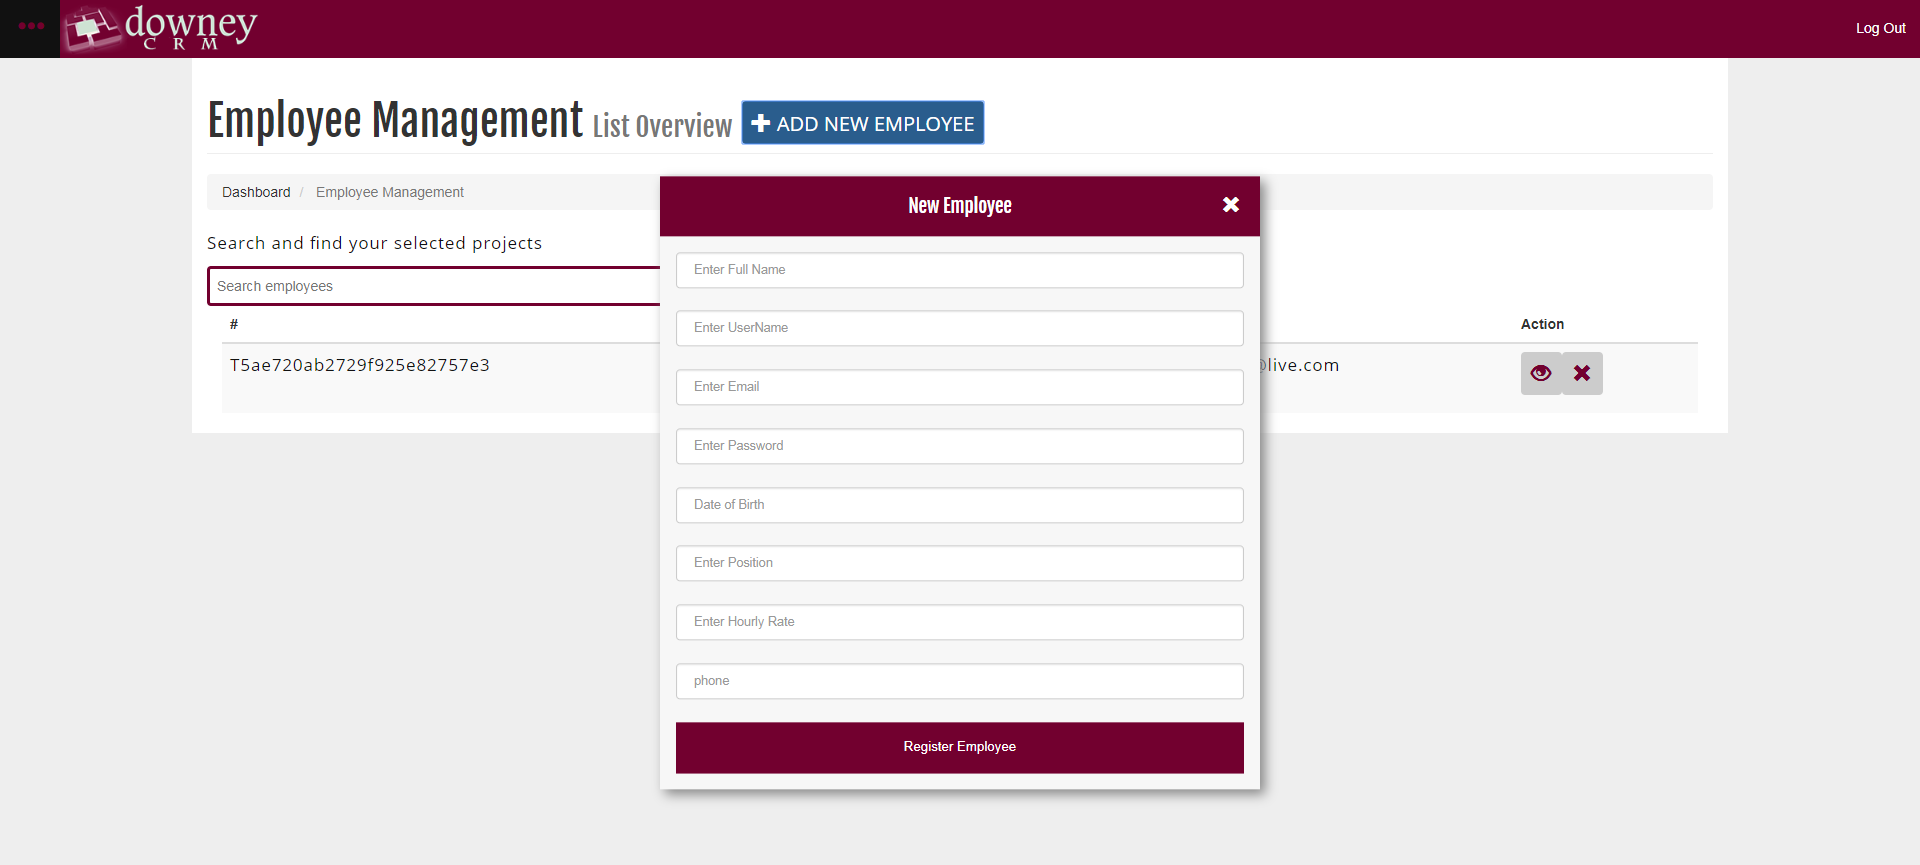 downey
CRM
Log Out
Employee Management List Overview ADD NEW EMPLOYEE
Dashboard / Employee Management
New Employee
Search and find your selected projects
Search employees
# Action
T5ae720ab2729f925e82757e3 @live.com
Enter Full Name
Enter UserName
Enter Email
Enter Password
Date of Birth
Enter Position
Enter Hourly Rate
phone
Register Employee